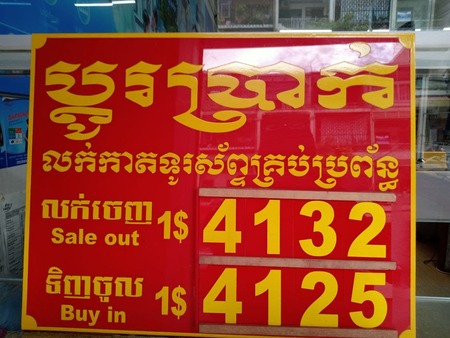 ប្តូរប្រាក់
លក់កាតទូរស័ព្ទគ្រប់ប្រព័ន្ធ
លក់ចេញ 1$ 4132
Sale out
ទិញចូល 1$ 4125
Buy in